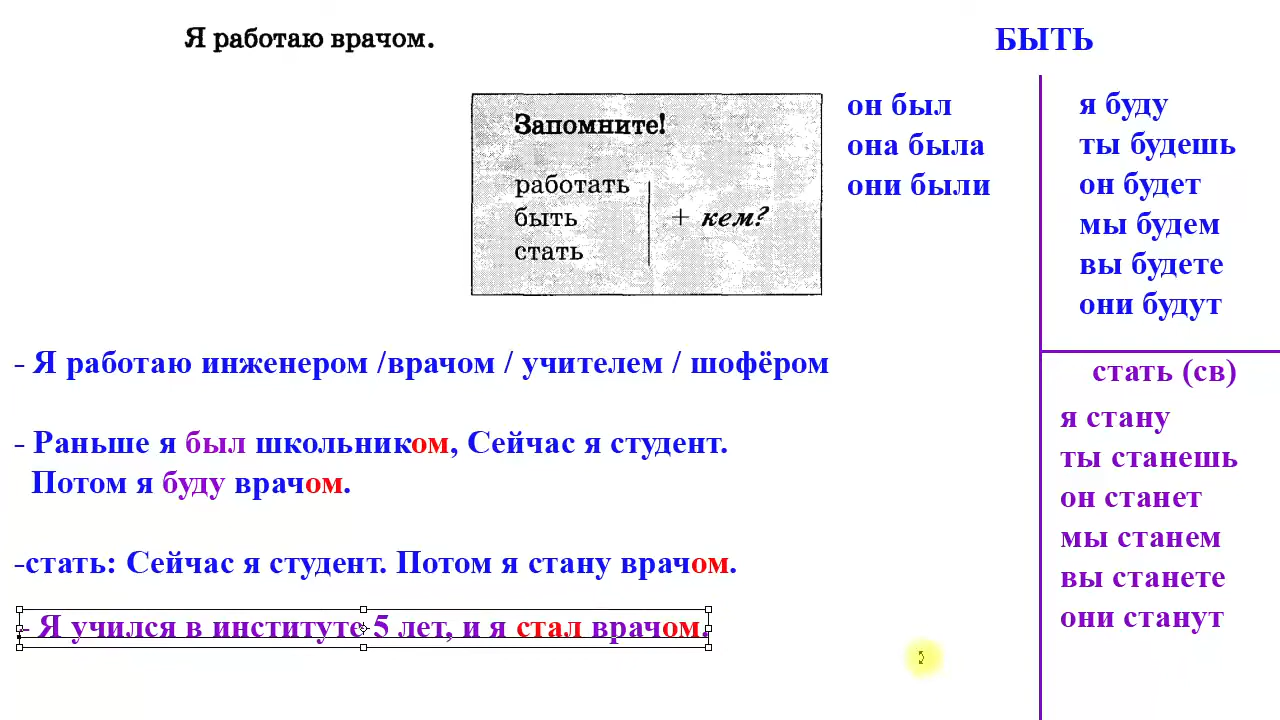 Я работаю врачом.
БЫТЬ
Запомните!
работать
быть
стать
+ кем?
он был
она была
они были
я буду
ты будешь
он будет
мы будем
вы будете
они будут
стать (св)
я стану
ты станешь
он станет
мы станем
вы станете
они станут
- Я работаю инженером /врачом / учителем / шофёром
- Раньше я был школьником, Сейчас я студент.
Потом я буду врачом.
-стать: Сейчас я студент. Потом я стану врачом.
- Я учился в институте 5 лет, и я стал врачом.